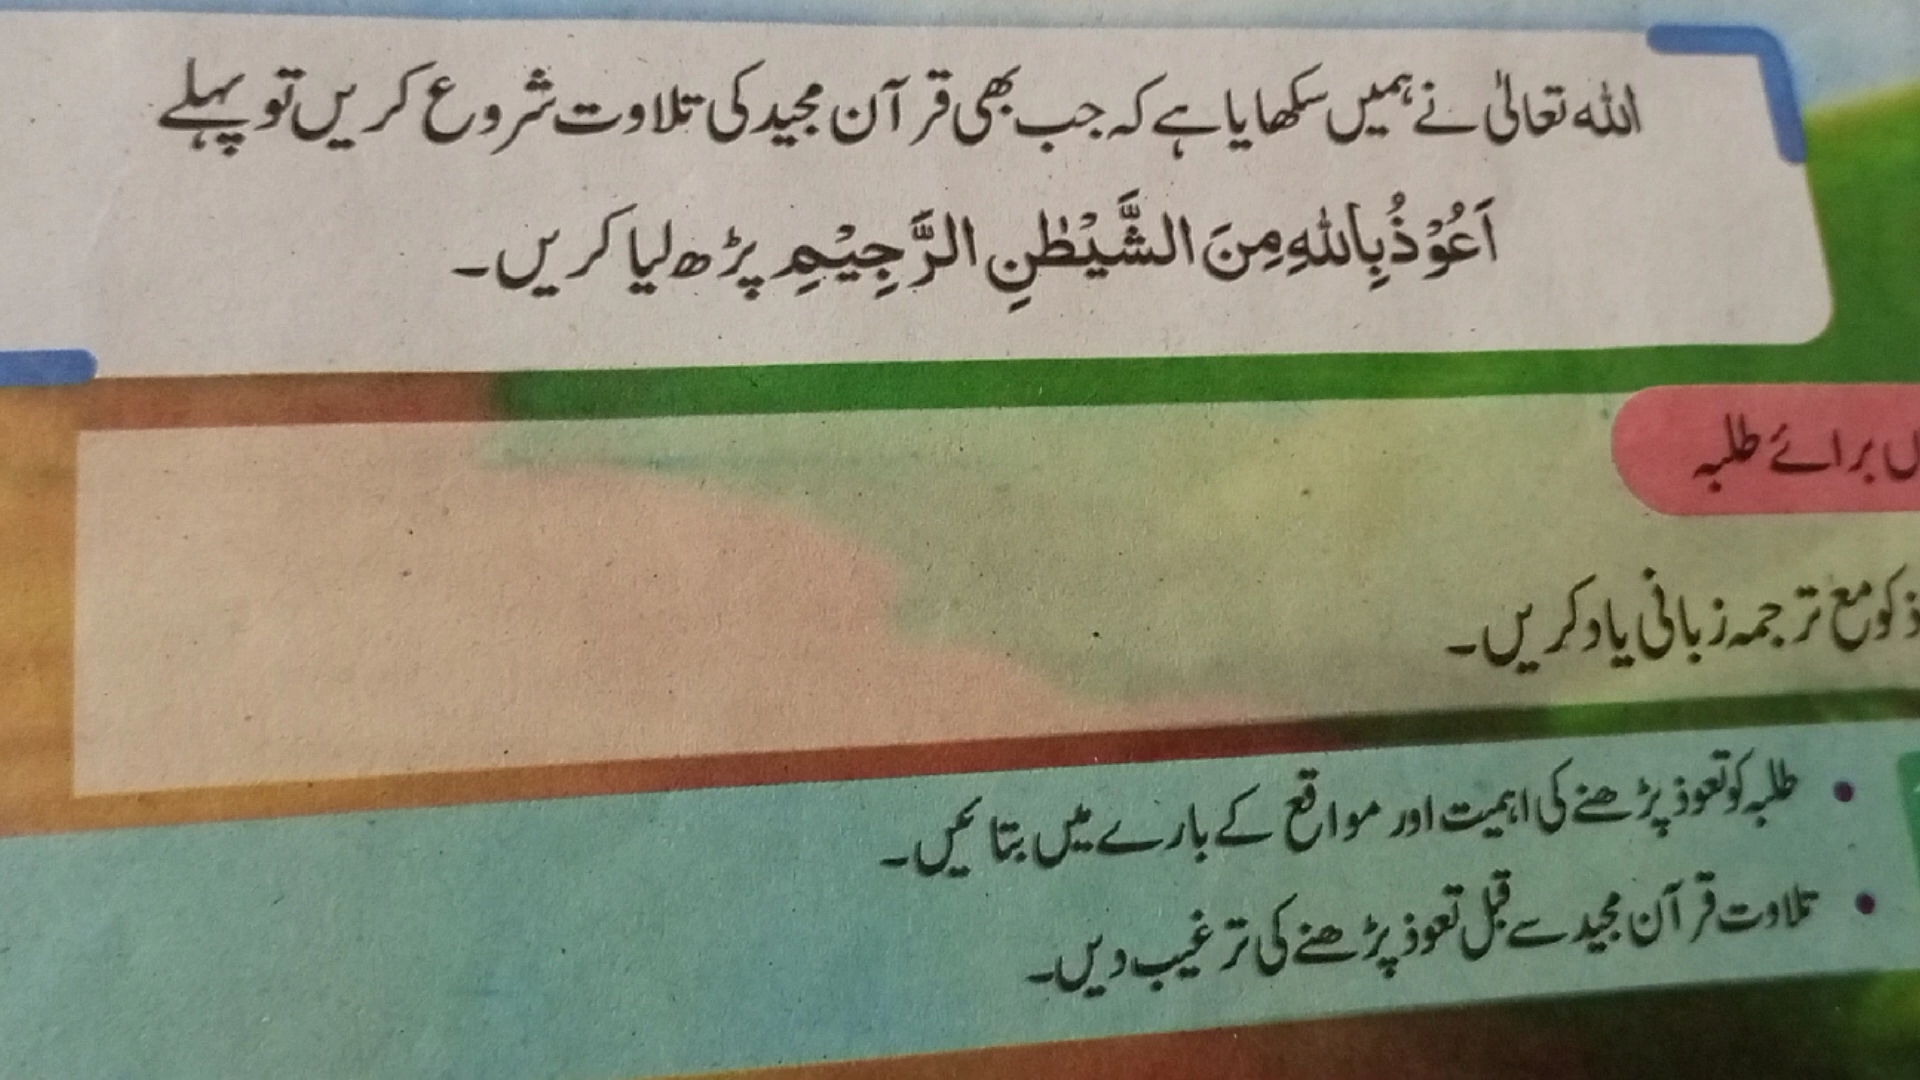 اللہ تعالیٰ نے ہمیں سکھایا ہے کہ جب بھی قرآن مجید کی تلاوت شروع کریں تو پہلے
اَعُوْذُ بِاللّٰهِ مِنَ الشَّیْطٰنِ الرَّجِیْمِ پڑھ لیا کریں۔
برائے طلبہ
کو مع ترجمہ زبانی یاد کریں۔
• طلبہ کو تعوذ پڑھنے کی اہمیت اور مواقع کے بارے میں بتائیں۔
• تلاوت قرآن مجید سے قبل تعوذ پڑھنے کی ترغیب دیں۔